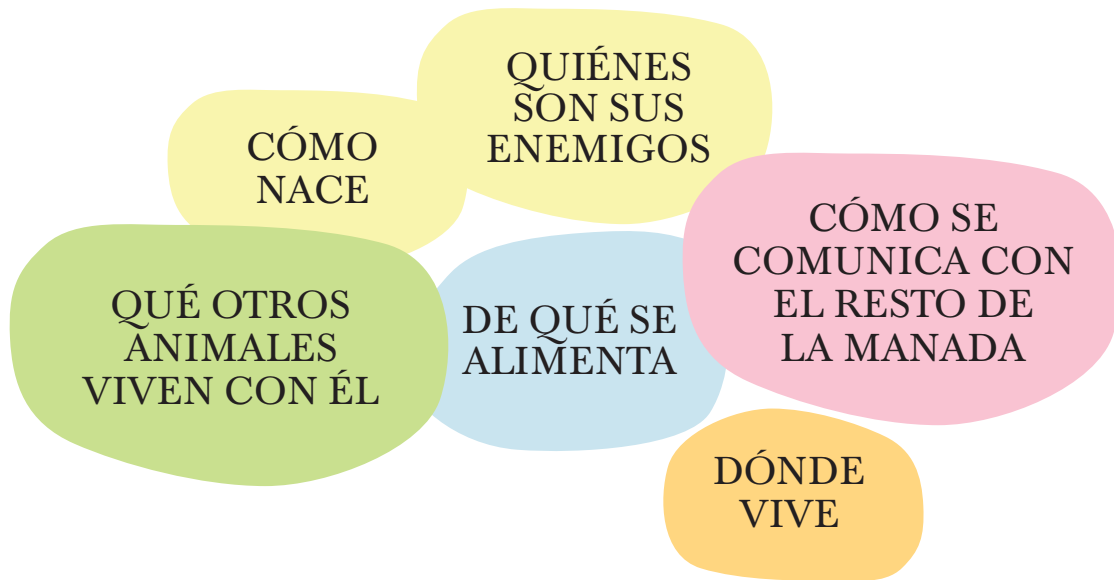 QUIÉNES
SON SUS
ENEMIGOS
CÓMO
NACE
CÓMO SE
COMUNICA CON
EL RESTO DE
LA MANADA
QUÉ OTROS
ANIMALES
VIVEN CON ÉL
DE QUÉ SE
ALIMENTA
DÓNDE
VIVE